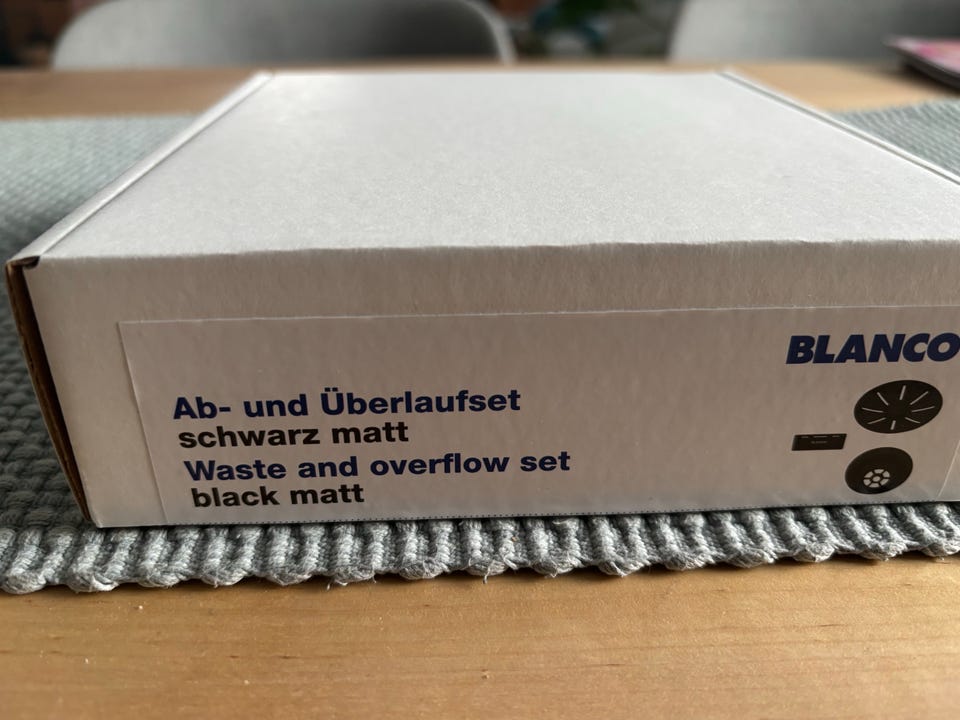 BLANCO
Ab- und Überlaufset
schwarz matt
Waste and overflow set
black matt